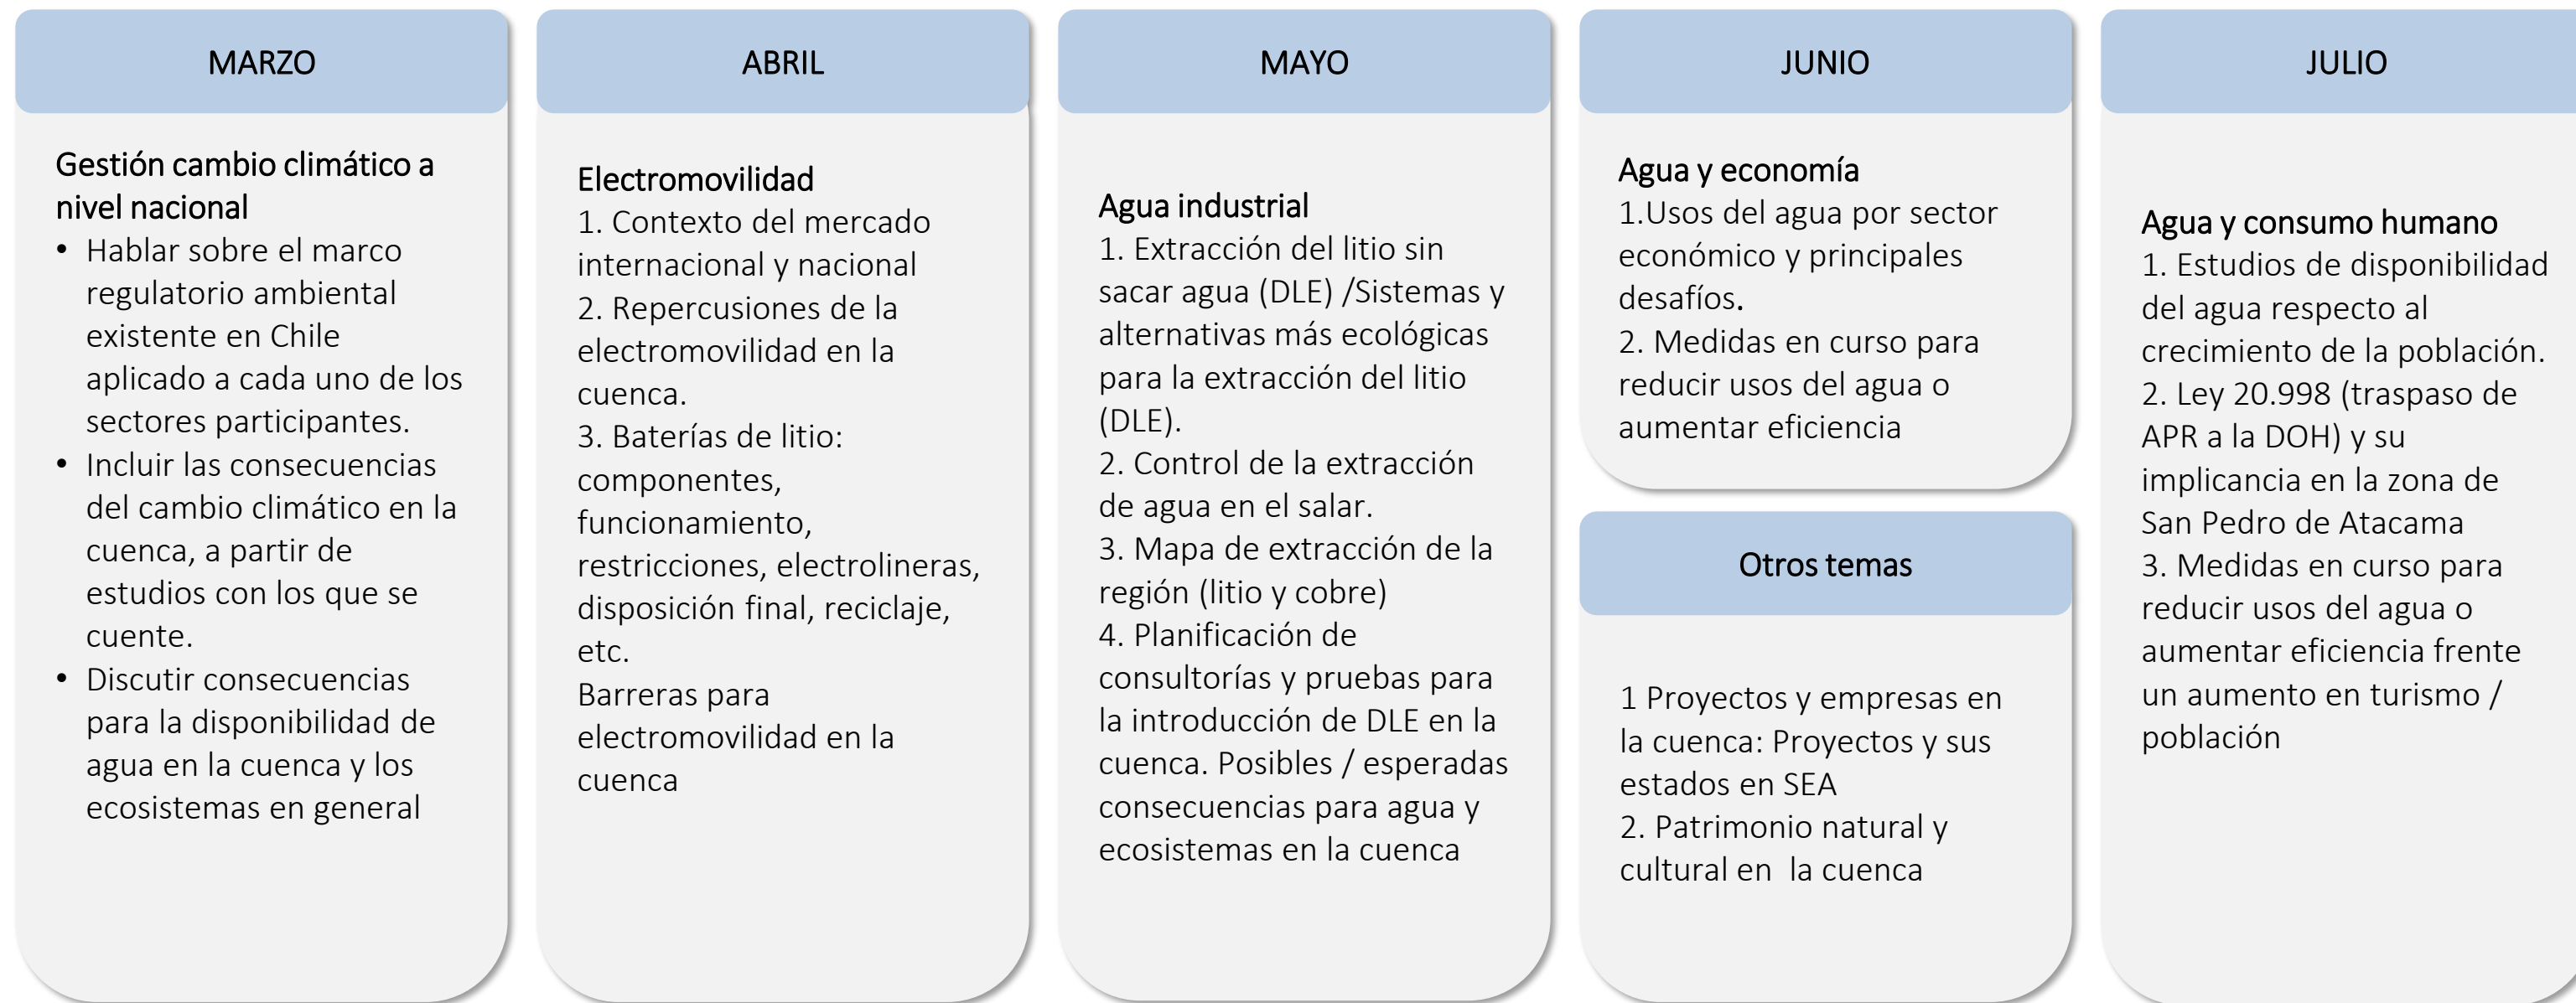 MARZO
Gestión cambio climático a
nivel nacional
• Hablar sobre el marco
regulatorio ambiental
existente en Chile
aplicado a cada uno de los
sectores participantes.
• Incluir las consecuencias
del cambio climático en la
cuenca, a partir de
estudios con los que se
cuente.
• Discutir consecuencias
para la disponibilidad de
agua en la cuenca y los
ecosistemas en general
ABRIL
Electromovilidad
1. Contexto del mercado
internacional y nacional
2. Repercusiones de la
electromovilidad en la
cuenca.
3. Baterías de litio:
componentes,
funcionamiento,
restricciones, electrolineras,
disposición final, reciclaje,
etc.
Barreras para
electromovilidad en la
cuenca
MAYO
Agua industrial
1. Extracción del litio sin
sacar agua (DLE) /Sistemas y
alternativas más ecológicas
para la extracción del litio
(DLE).
2. Control de la extracción
de agua en el salar.
3. Mapa de extracción de la
región (litio y cobre)
4. Planificación de
consultorías y pruebas para
la introducción de DLE en la
cuenca. Posibles / esperadas
consecuencias para agua y
ecosistemas en la cuenca
JUNIO
Agua y economía
1.Usos del agua por sector
económico y principales
desafíos.
2. Medidas en curso para
reducir usos del agua o
aumentar eficiencia
Otros temas
1 Proyectos y empresas en
la cuenca: Proyectos y sus
estados en SEA
2. Patrimonio natural y
cultural en  la cuenca
JULIO
Agua y consumo humano
1. Estudios de disponibilidad
del agua respecto al
crecimiento de la población.
2. Ley 20.998 (traspaso de
APR a la DOH) y su
implicancia en la zona de
San Pedro de Atacama
3. Medidas en curso para
reducir usos del agua o
aumentar eficiencia frente
un aumento en turismo /
población